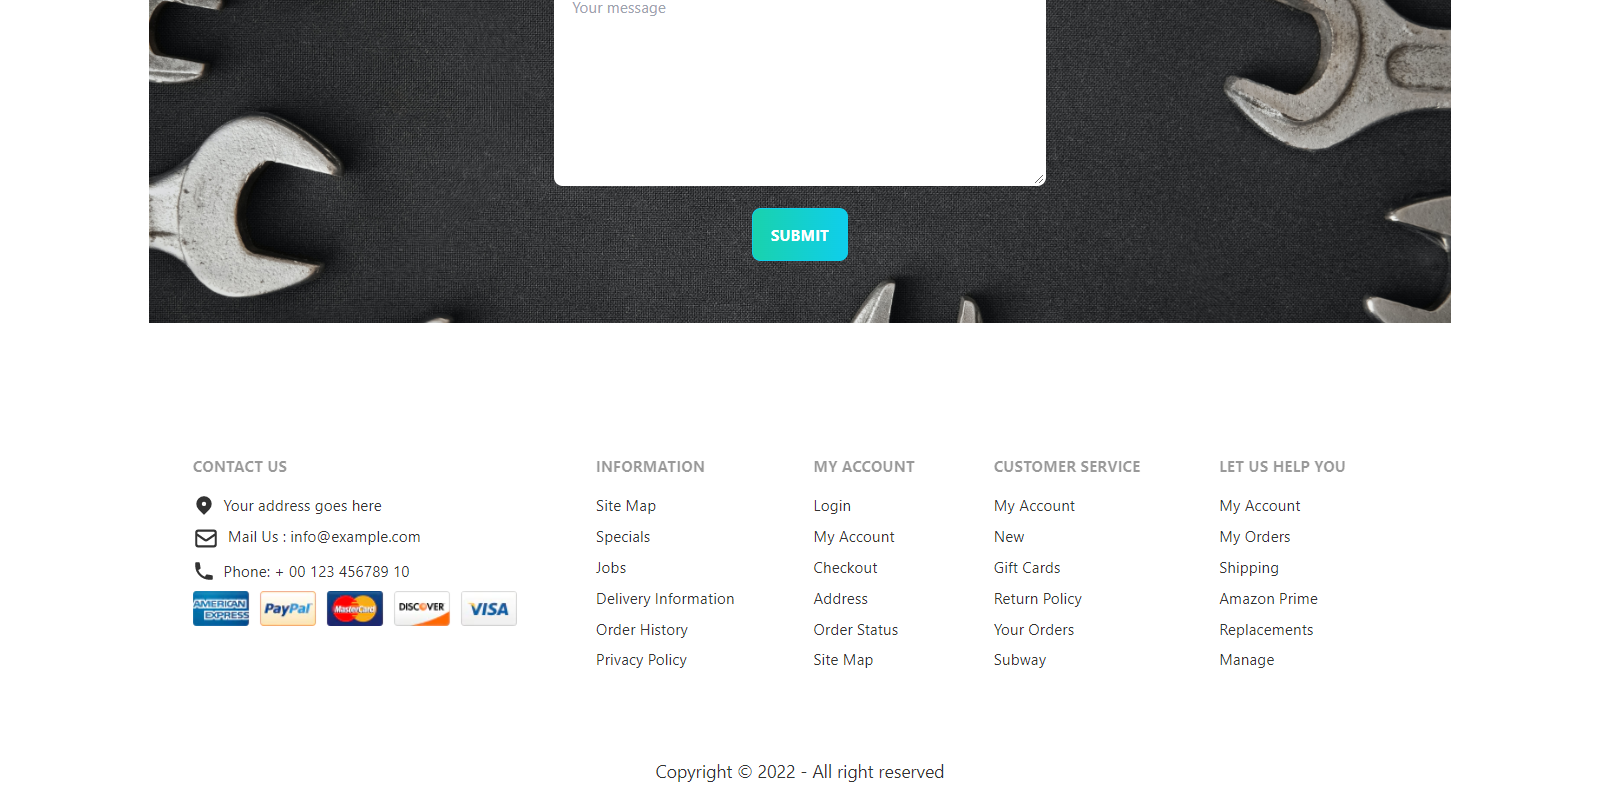 Your message
SUBMIT
CONTACT US
Your address goes here
Mail Us : info@example.com
Phone: + 00 123 456789 10
AMERICAN EXPRESS
PayPal
MasterCard
DISCOVER
VISA
INFORMATION
Site Map
Specials
Jobs
Delivery Information
Order History
Privacy Policy
MY ACCOUNT
Login
My Account
Checkout
Address
Order Status
Site Map
CUSTOMER SERVICE
My Account
New
Gift Cards
Return Policy
Your Orders
Subway
LET US HELP YOU
My Account
My Orders
Shipping
Amazon Prime
Replacements
Manage
Copyright © 2022 - All right reserved